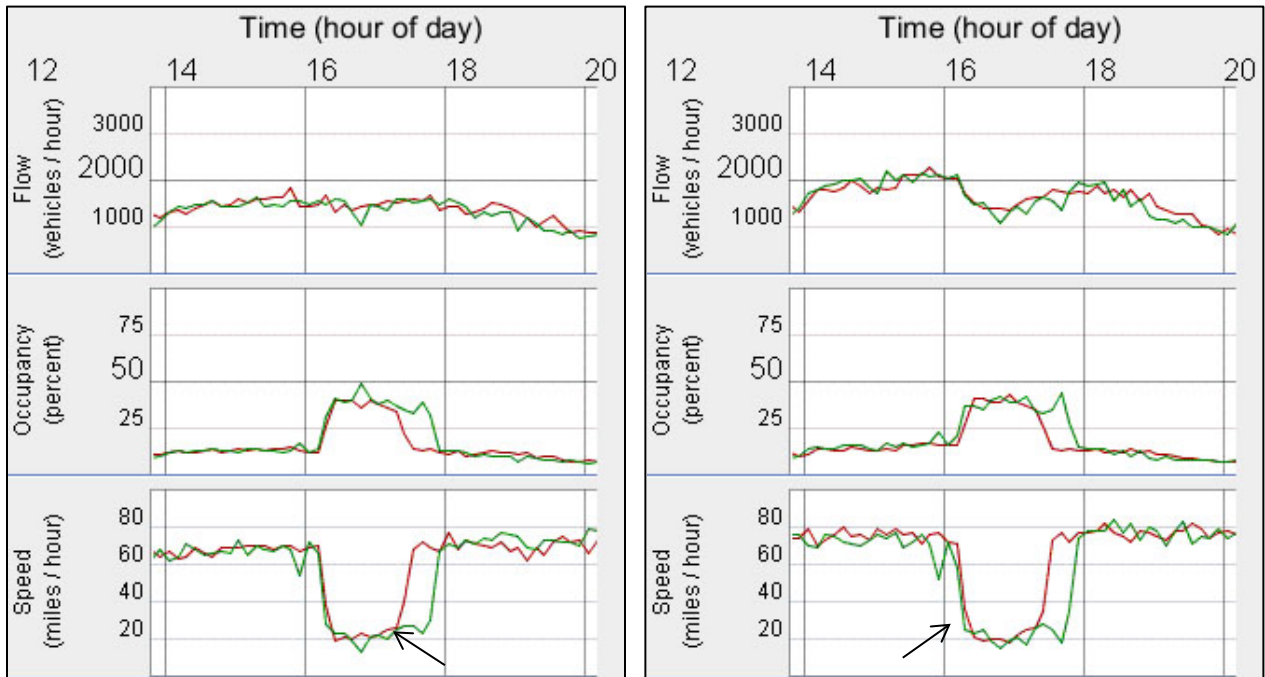 Time (hour of day)
12 14 16 18 20
Flow
(vehicles / hour)
3000
2000
1000
Occupancy
(percent)
75
50
25
Speed
(miles / hour)
80
60
40
20
Time (hour of day)
12 14 16 18 20
Flow
(vehicles / hour)
3000
2000
1000
Occupancy
(percent)
75
50
25
Speed
(miles / hour)
80
60
40
20